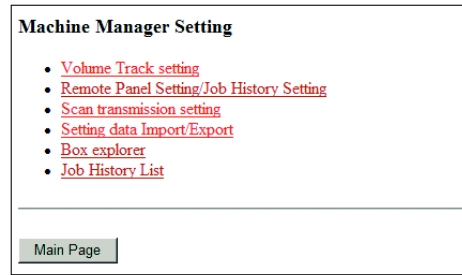 Machine Manager Setting
Volume Track setting
Remote Panel Setting/Job History Setting
Scan transmission setting
Setting data Import/Export
Box explorer
Job History List
Main Page